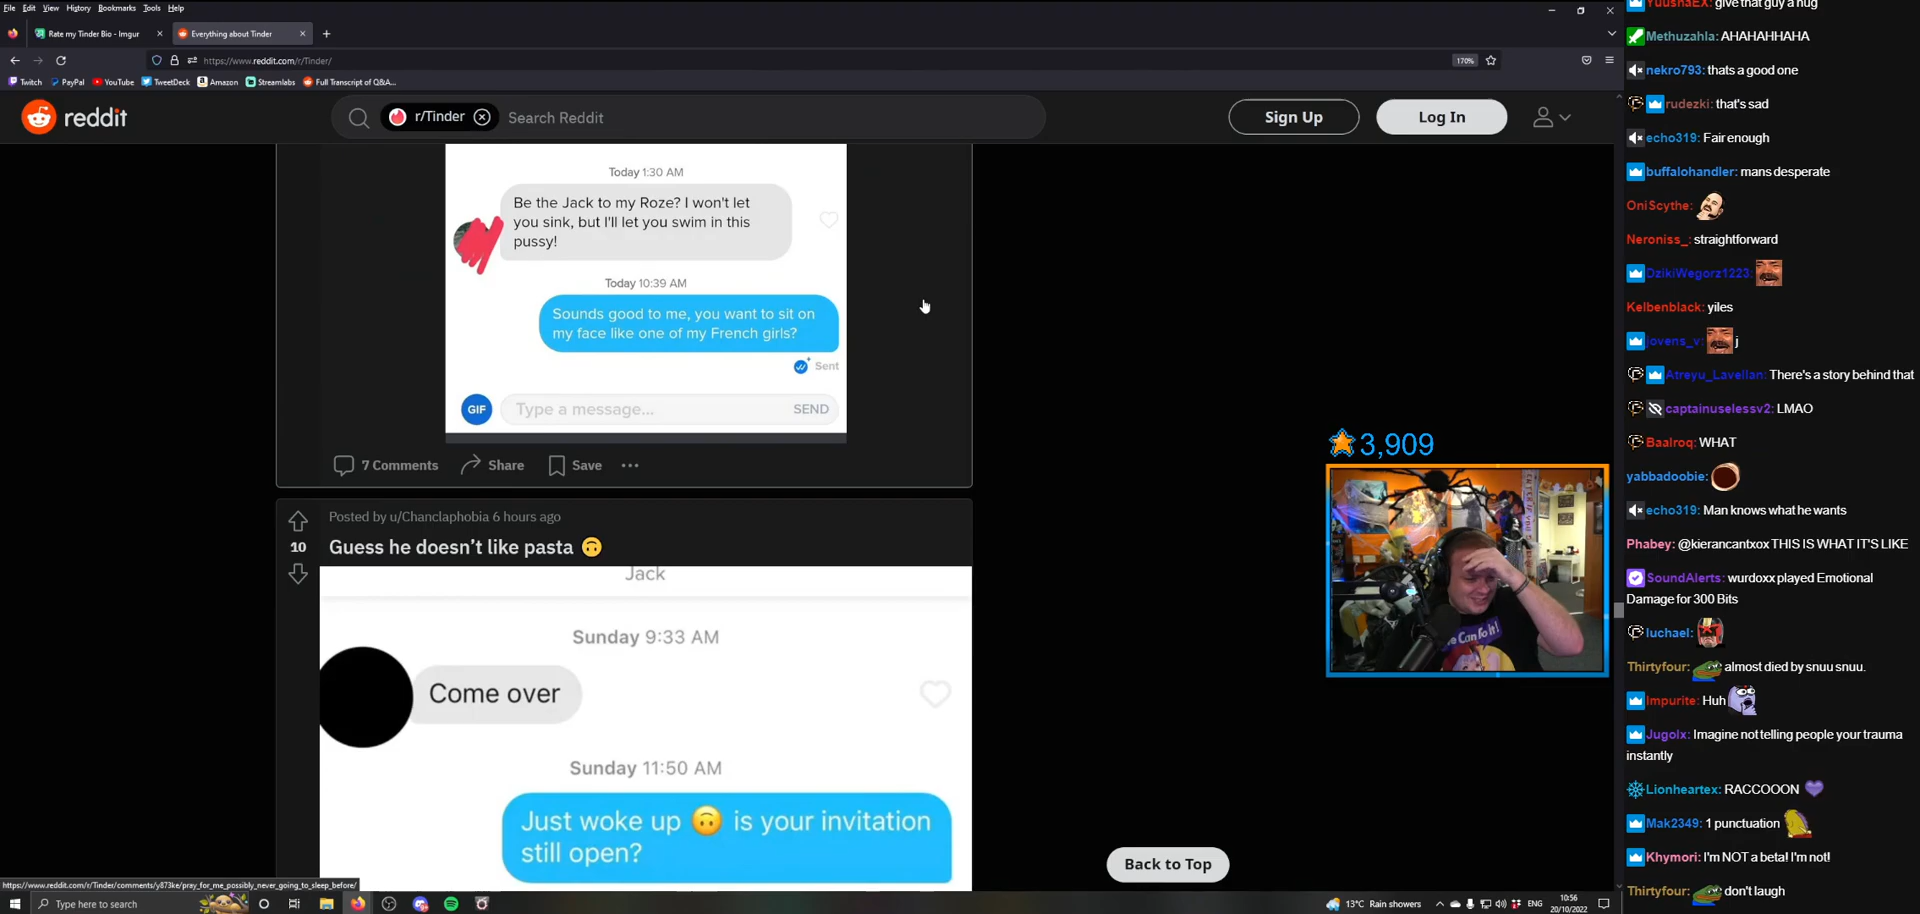 File Edit View History Bookmarks Tools Help
Rate my Tinder Bio - Imgur
Everything about Tinder
https://www.reddit.com/r/Tinder/
170%
Twitch PayPal YouTube TweetDeck Amazon Streamlabs Full Transcript of Q&A...
reddit
r/Tinder
Search Reddit
Sign Up
Log In
Today 1:30 AM
Be the Jack to my Roze? I won't let
you sink, but I'll let you swim in this
pussy!
Today 10:39 AM
Sounds good to me, you want to sit on
my face like one of my French girls?
Sent
GIF
Type a message...
SEND
7 Comments
Share
Save
Posted by u/Chanclaphobia 6 hours ago
10
Guess he doesn't like pasta 🙃
Jack
Sunday 9:33 AM
Come over
Sunday 11:50 AM
Just woke up 🙃 is your invitation
still open?
Back to Top
3,909
https://www.reddit.com/r/Tinder/comments/y873ke/pray_for_me_possibly_never_going_to_sleep_before/
Type here to search
13°C Rain showers
ENG
10:56
20/10/2022
YuushaEX: give that guy a hug
Methuzahla: AHAHAHHAHA
nekro793: thats a good one
rudezki: that's sad
echo319: Fair enough
buffalohandler: mans desperate
OniScythe:
Neroniss_: straightforward
DzikiWegorz1223:
Kelbenblack: yiles
jovens_v: j
Atreyu_Lavellan: There's a story behind that
captainuselessv2: LMAO
Baalroq: WHAT
yabbadoobie:
echo319: Man knows what he wants
Phabey: @kierancantxox THIS IS WHAT IT'S LIKE
SoundAlerts: wurdoxx played Emotional
Damage for 300 Bits
luchael:
Thirtyfour: almost died by snuu snuu.
Impurite: Huh
Jugolx: Imagine not telling people your trauma
instantly
Lionheartex: RACCOOON 💜
Mak2349: 1 punctuation
Khymori: I'm NOT a beta! I'm not!
Thirtyfour: don't laugh